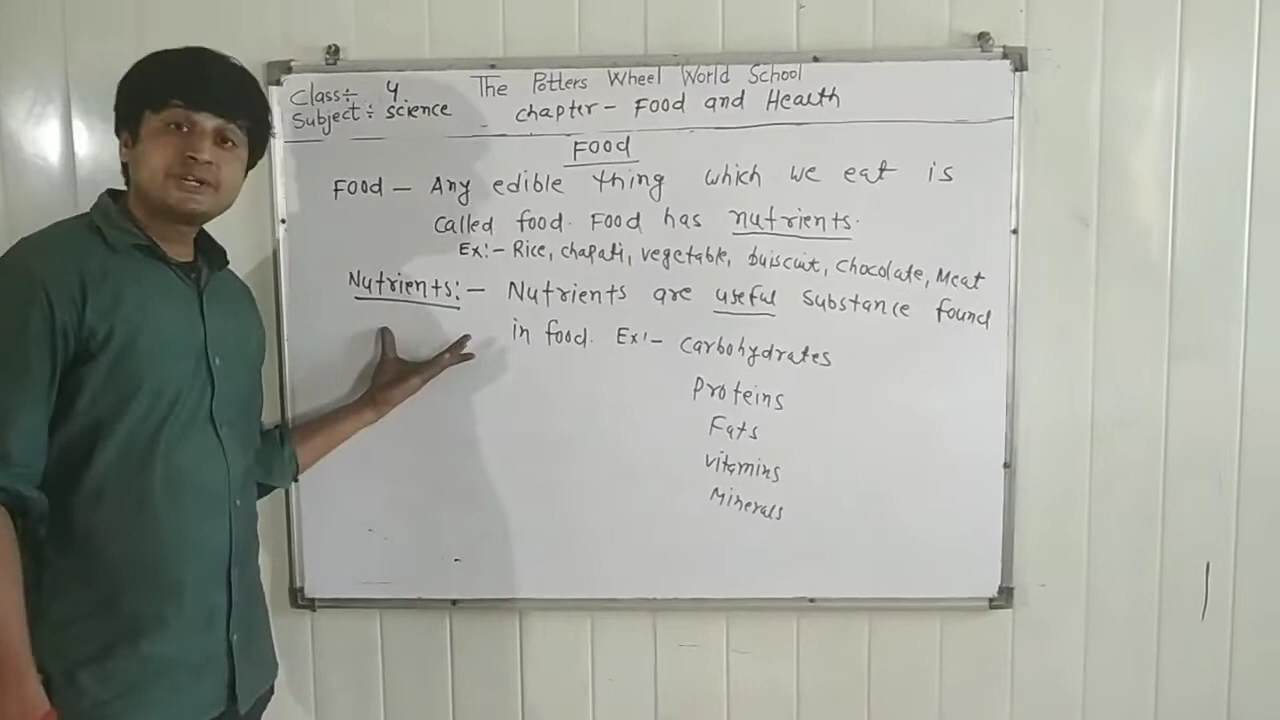 Class÷ 4 The Potters Wheel World School
Subject÷ science chapter- Food and Health
Food
Food - Any edible thing which we eat is
called food. Food has nutrients.
Ex:- Rice, chapati, vegetable, buiscuit, chocolate, Meat
Nutrients:- Nutrients are useful substance found
in food. Ex:- carbohydrates
Proteins
Fats
vitamins
Minerals